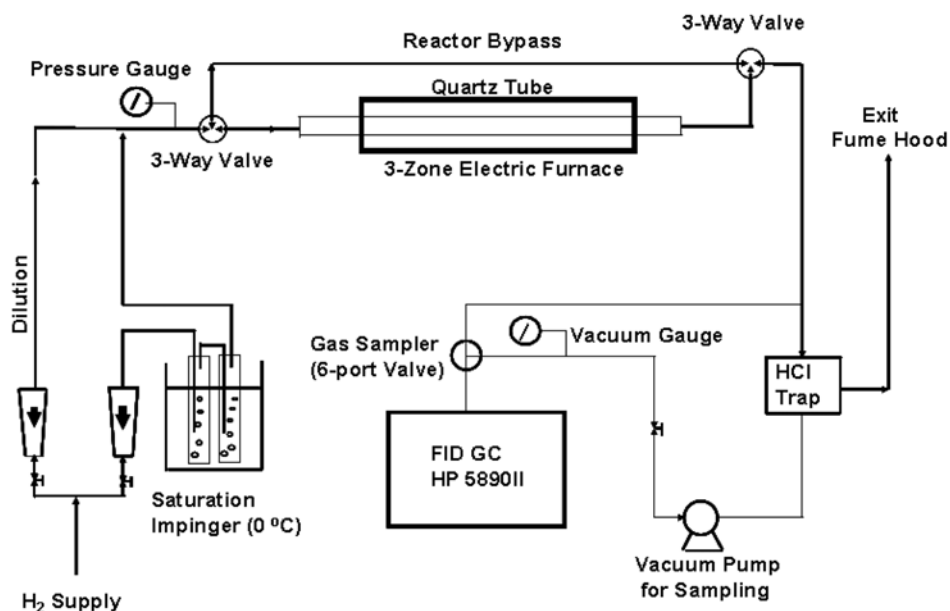 3-Way Valve
Reactor Bypass
Pressure Gauge
Quartz Tube
Exit
Fume Hood
3-Way Valve
3-Zone Electric Furnace
Dilution
Gas Sampler
(6-port Valve)
Vacuum Gauge
HCl
Trap
FID GC
HP 5890II
Saturation
Impinger (0 ⁰C)
Vacuum Pump
for Sampling
H₂ Supply